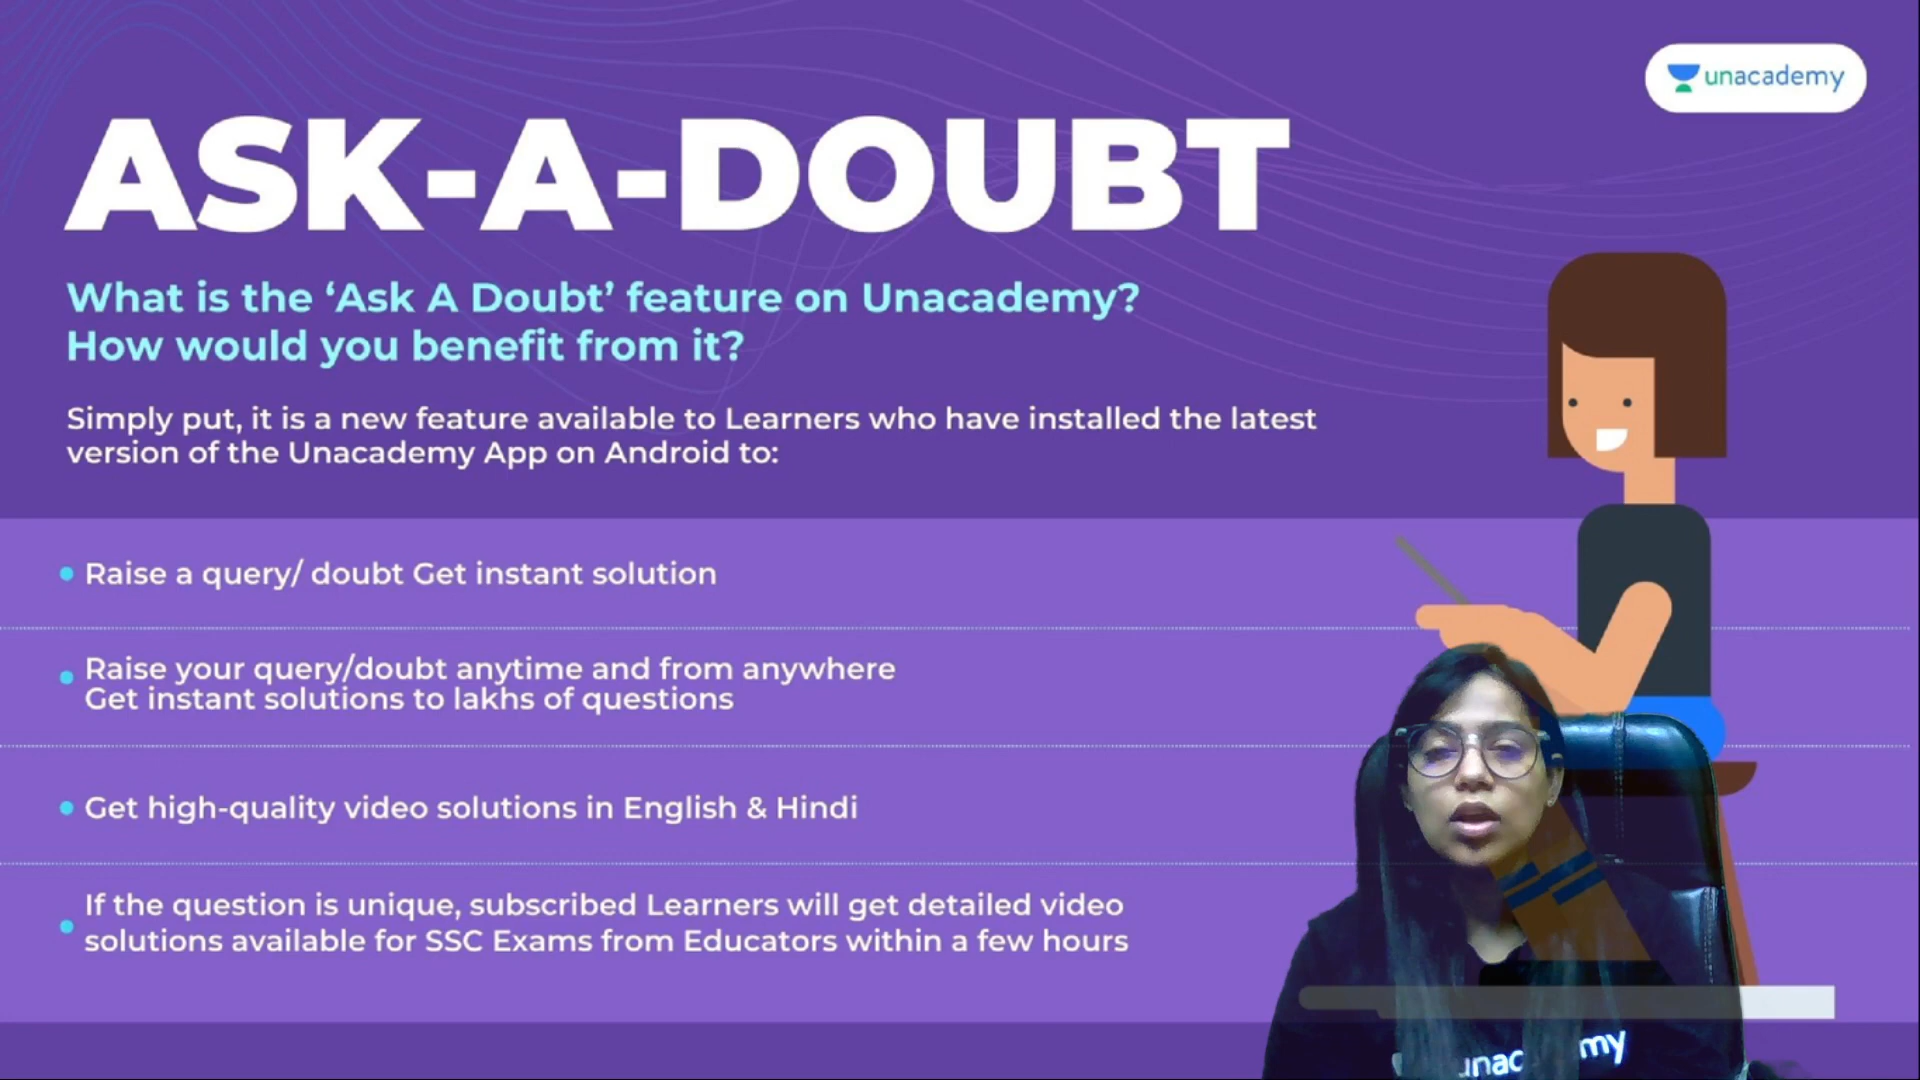 unacademy
ASK-A-DOUBT
What is the ‘Ask A Doubt’ feature on Unacademy?
How would you benefit from it?
Simply put, it is a new feature available to Learners who have installed the latest
version of the Unacademy App on Android to:
Raise a query/ doubt Get instant solution
Raise your query/doubt anytime and from anywhere
Get instant solutions to lakhs of questions
Get high-quality video solutions in English & Hindi
If the question is unique, subscribed Learners will get detailed video
solutions available for SSC Exams from Educators within a few hours